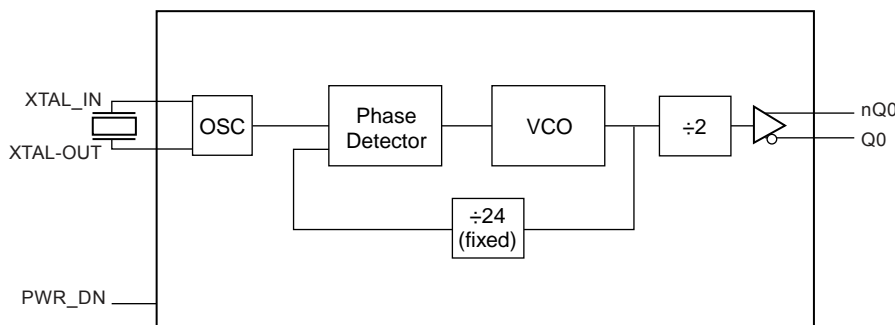 XTAL_IN
XTAL-OUT
OSC
Phase
Detector
VCO
÷2
nQ0
Q0
÷24
(fixed)
PWR_DN